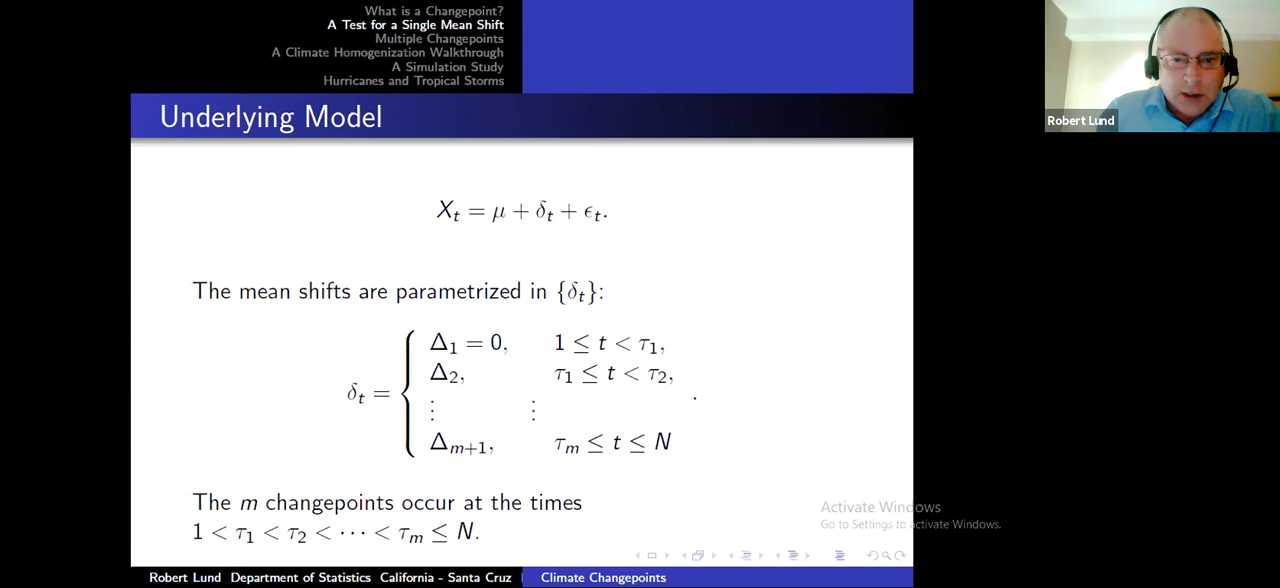 What is a Changepoint?
A Test for a Single Mean Shift
Multiple Changepoints
A Climate Homogenization Walkthrough
A Simulation Study
Hurricanes and Tropical Storms
Robert Lund
Underlying Model
X_t = μ + δ_t + ϵ_t.
The mean shifts are parametrized in {δ_t}:
δ_t = { Δ_1 = 0, 1 ≤ t < τ_1,
Δ_2, τ_1 ≤ t < τ_2,
⋮ ⋮ .
Δ_{m+1}, τ_m ≤ t ≤ N
The m changepoints occur at the times
1 < τ_1 < τ_2 < ⋯ < τ_m ≤ N.
Activate Windows
Go to Settings to activate Windows.
Robert Lund Department of Statistics California - Santa Cruz Climate Changepoints